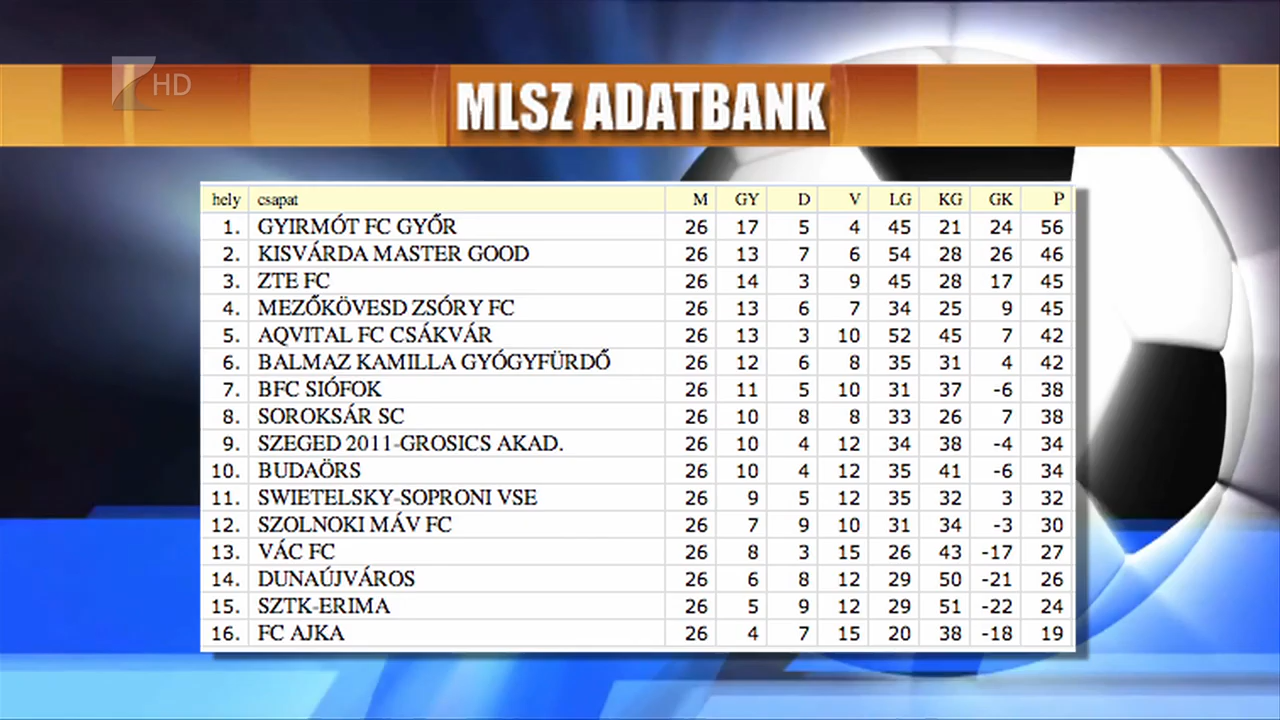 HD
MLSZ ADATBANK
hely csapat M GY D V LG KG GK P
1. GYIRMÓT FC GYŐR 26 17 5 4 45 21 24 56
2. KISVÁRDA MASTER GOOD 26 13 7 6 54 28 26 46
3. ZTE FC 26 14 3 9 45 28 17 45
4. MEZŐKÖVESD ZSÓRY FC 26 13 6 7 34 25 9 45
5. AQVITAL FC CSÁKVÁR 26 13 3 10 52 45 7 42
6. BALMAZ KAMILLA GYÓGYFÜRDŐ 26 12 6 8 35 31 4 42
7. BFC SIÓFOK 26 11 5 10 31 37 -6 38
8. SOROKSÁR SC 26 10 8 8 33 26 7 38
9. SZEGED 2011-GROSICS AKAD. 26 10 4 12 34 38 -4 34
10. BUDAÖRS 26 10 4 12 35 41 -6 34
11. SWIETELSKY-SOPRONI VSE 26 9 5 12 35 32 3 32
12. SZOLNOKI MÁV FC 26 7 9 10 31 34 -3 30
13. VÁC FC 26 8 3 15 26 43 -17 27
14. DUNAÚJVÁROS 26 6 8 12 29 50 -21 26
15. SZTK-ERIMA 26 5 9 12 29 51 -22 24
16. FC AJKA 26 4 7 15 20 38 -18 19